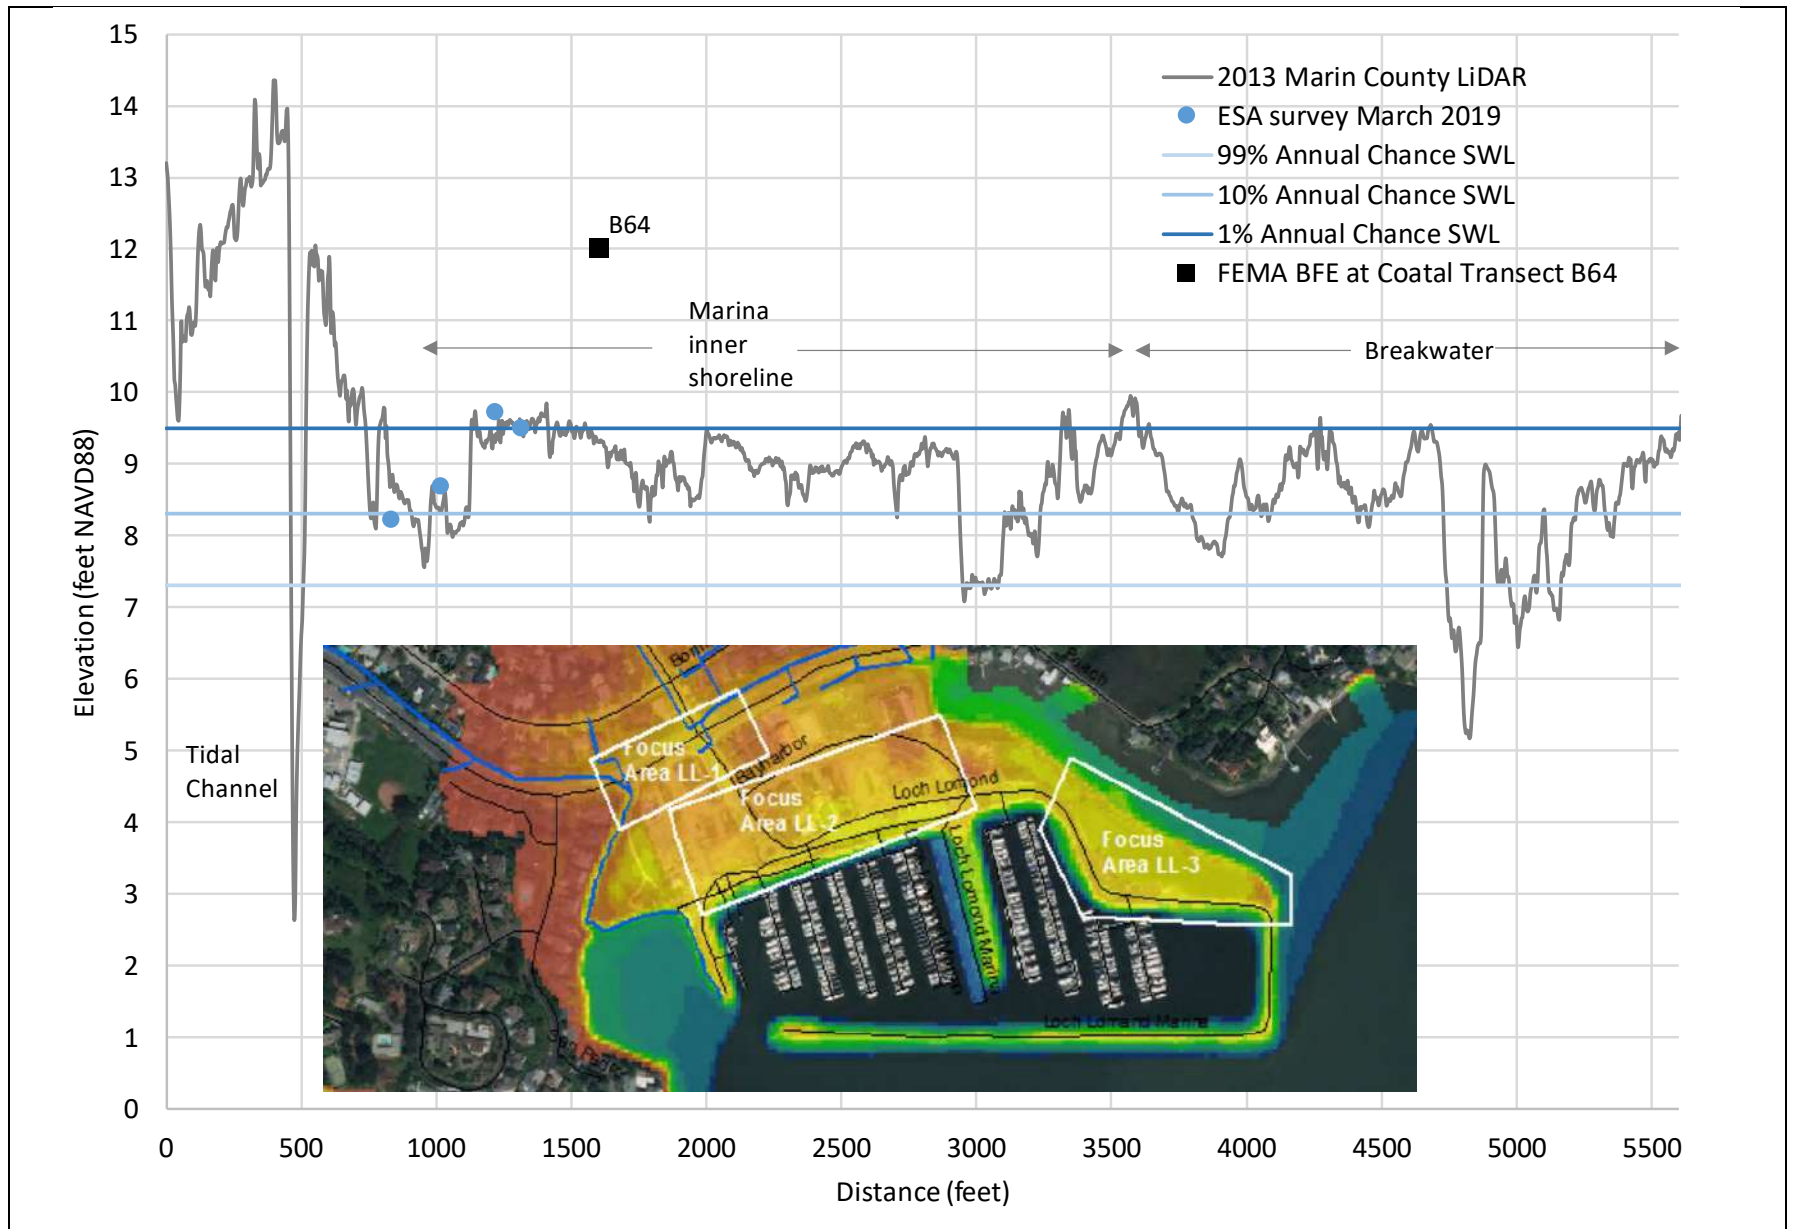 15
14
13
12
11
10
9
8
7
6
5
4
3
2
1
0
Elevation (feet NAVD88)
0
500
1000
1500
2000
2500
3000
3500
4000
4500
5000
5500
Distance (feet)
2013 Marin County LiDAR
ESA survey March 2019
99% Annual Chance SWL
10% Annual Chance SWL
1% Annual Chance SWL
FEMA BFE at Coatal Transect B64
B64
Marina
inner
shoreline
Breakwater
Tidal
Channel
Focus
Area LL-1
Bayharbor
Focus
Area LL-2
Loch Lomond
Loch Lomond Marina
Focus
Area LL-3
Loch Lomond Marina
San Pedro